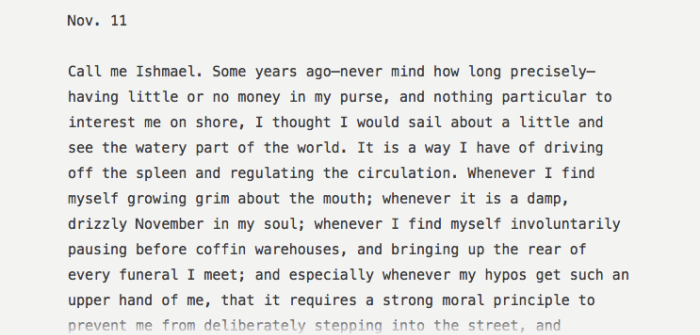 Nov. 11
Call me Ishmael. Some years ago—never mind how long precisely—
having little or no money in my purse, and nothing particular to
interest me on shore, I thought I would sail about a little and
see the watery part of the world. It is a way I have of driving
off the spleen and regulating the circulation. Whenever I find
myself growing grim about the mouth; whenever it is a damp,
drizzly November in my soul; whenever I find myself involuntarily
pausing before coffin warehouses, and bringing up the rear of
every funeral I meet; and especially whenever my hypos get such an
upper hand of me, that it requires a strong moral principle to
prevent me from deliberately stepping into the street, and